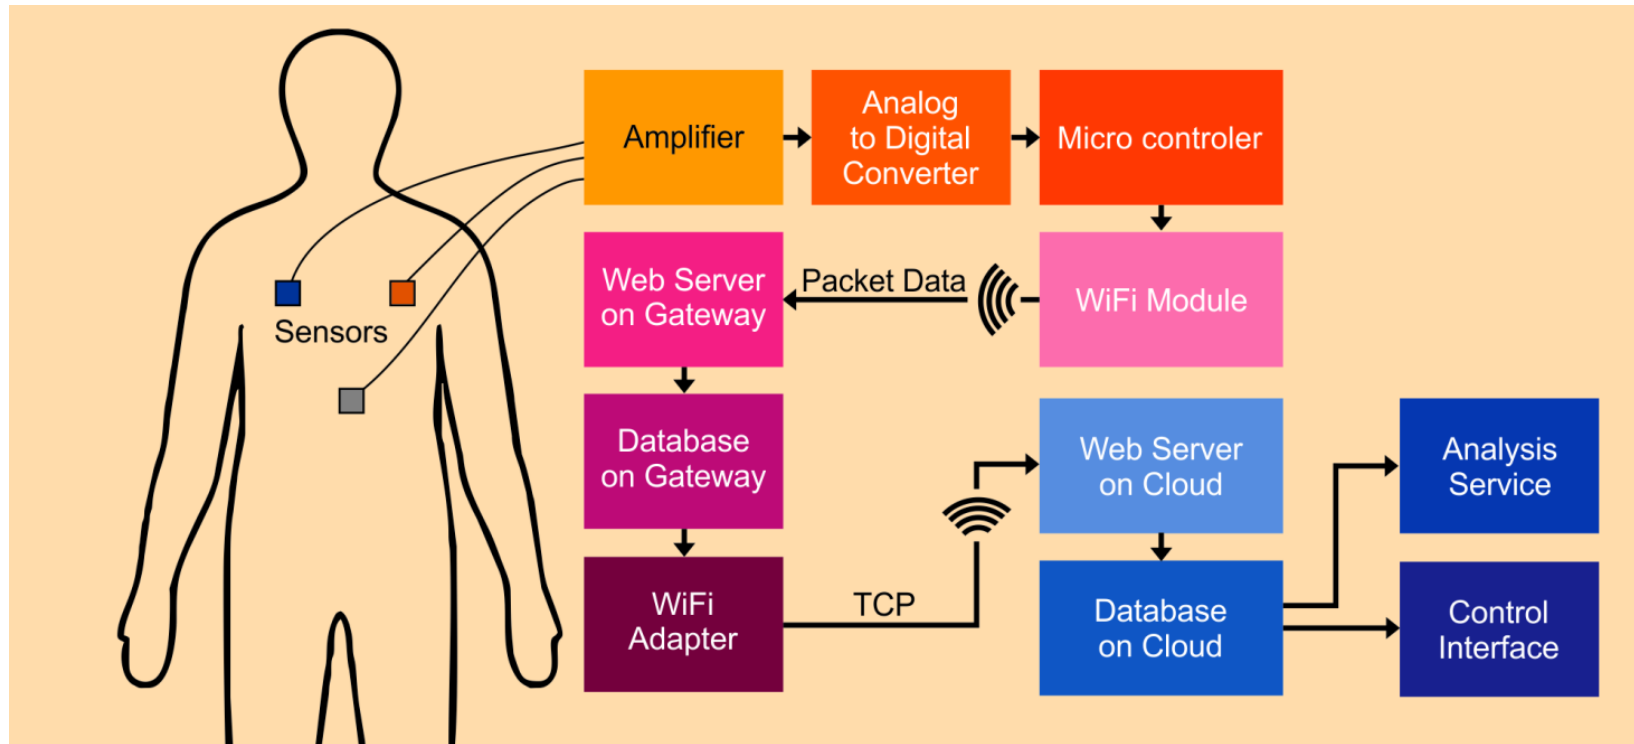 Amplifier
Analog
to Digital
Converter
Micro controler
Sensors
Web Server
on Gateway
Packet Data
WiFi Module
Database
on Gateway
WiFi
Adapter
TCP
Web Server
on Cloud
Database
on Cloud
Analysis
Service
Control
Interface